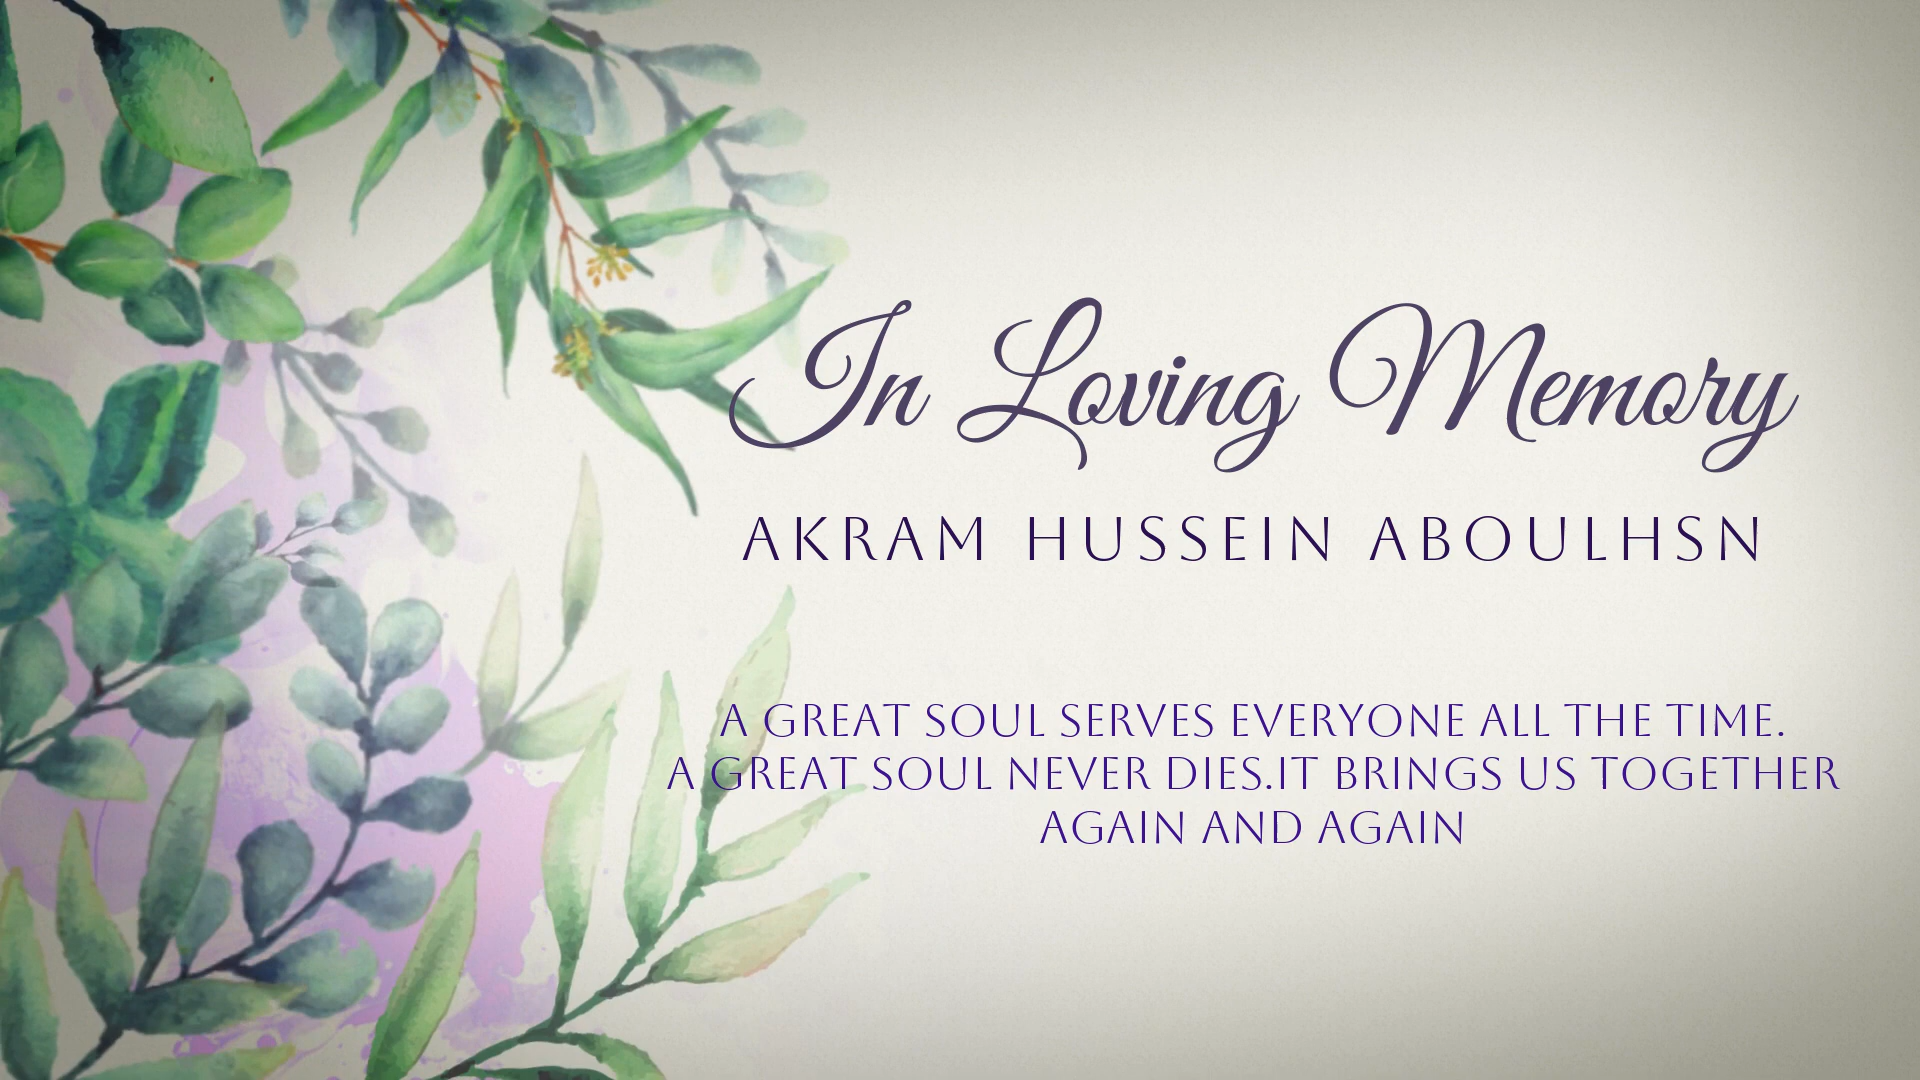 In Loving Memory
AKRAM HUSSEIN ABOULHSN
A GREAT SOUL SERVES EVERYONE ALL THE TIME.
A GREAT SOUL NEVER DIES.IT BRINGS US TOGETHER
AGAIN AND AGAIN